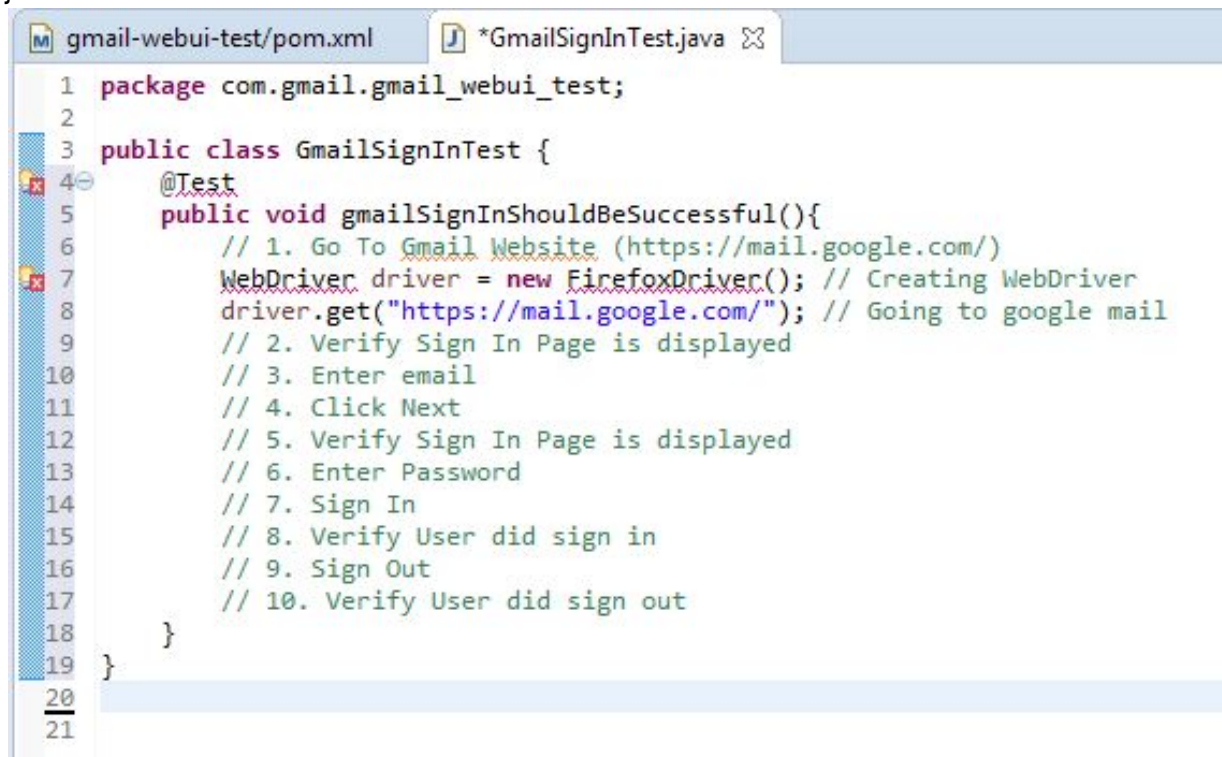 gmail-webui-test/pom.xml *GmailSignInTest.java
1 package com.gmail.gmail_webui_test;
2
3 public class GmailSignInTest {
4 @Test
5 public void gmailSignInShouldBeSuccessful(){
6 // 1. Go To Gmail Website (https://mail.google.com/)
7 WebDriver driver = new FirefoxDriver(); // Creating WebDriver
8 driver.get("https://mail.google.com/"); // Going to google mail
9 // 2. Verify Sign In Page is displayed
10 // 3. Enter email
11 // 4. Click Next
12 // 5. Verify Sign In Page is displayed
13 // 6. Enter Password
14 // 7. Sign In
15 // 8. Verify User did sign in
16 // 9. Sign Out
17 // 10. Verify User did sign out
18 }
19 }
20
21